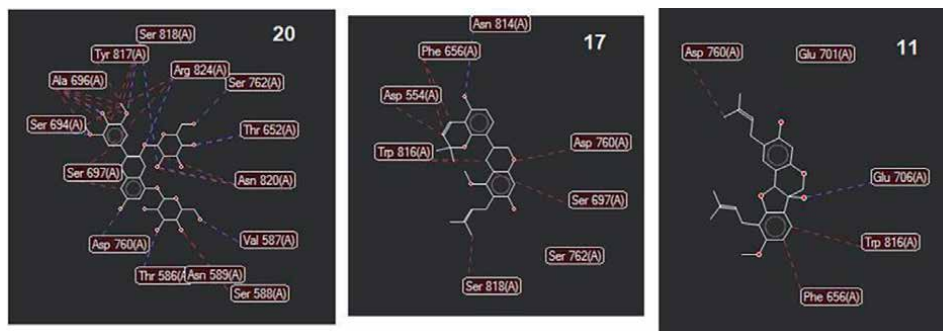 20
Ser 818(A)
Tyr 817(A)
Arg 824(A)
Ser 762(A)
Ala 696(A)
Ser 694(A)
Thr 652(A)
Ser 697(A)
Asn 820(A)
Asp 760(A)
Val 587(A)
Thr 586(A
Asn 589(A)
Ser 588(A)
17
Asn 814(A)
Phe 656(A)
Asp 554(A)
Trp 816(A)
Asp 760(A)
Ser 697(A)
Ser 762(A)
Ser 818(A)
11
Asp 760(A)
Glu 701(A)
Glu 706(A)
Trp 816(A)
Phe 656(A)